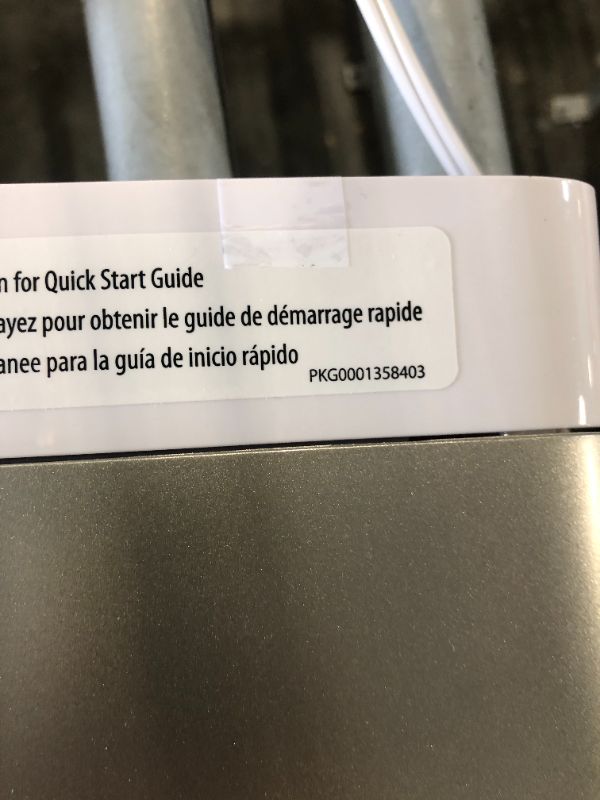 n for Quick Start Guide
ayez pour obtenir le guide de démarrage rapide
anee para la guía de inicio rápido
PKG0001358403